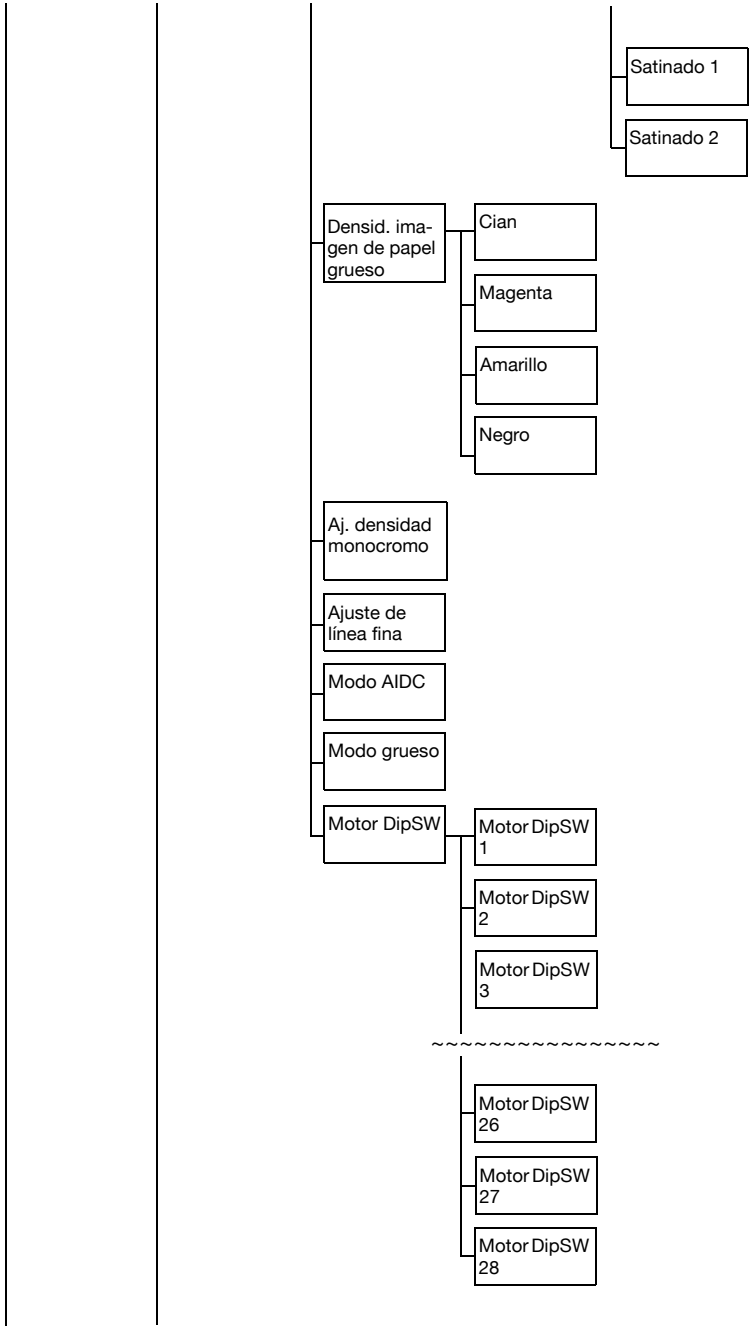 Satinado 1
Satinado 2
Densid. ima-
gen de papel
grueso
Cian
Magenta
Amarillo
Negro
Aj. densidad
monocromo
Ajuste de
línea fina
Modo AIDC
Modo grueso
Motor DipSW
Motor DipSW
1
Motor DipSW
2
Motor DipSW
3
~~~~~~~~~~~~~~~~
Motor DipSW
26
Motor DipSW
27
Motor DipSW
28